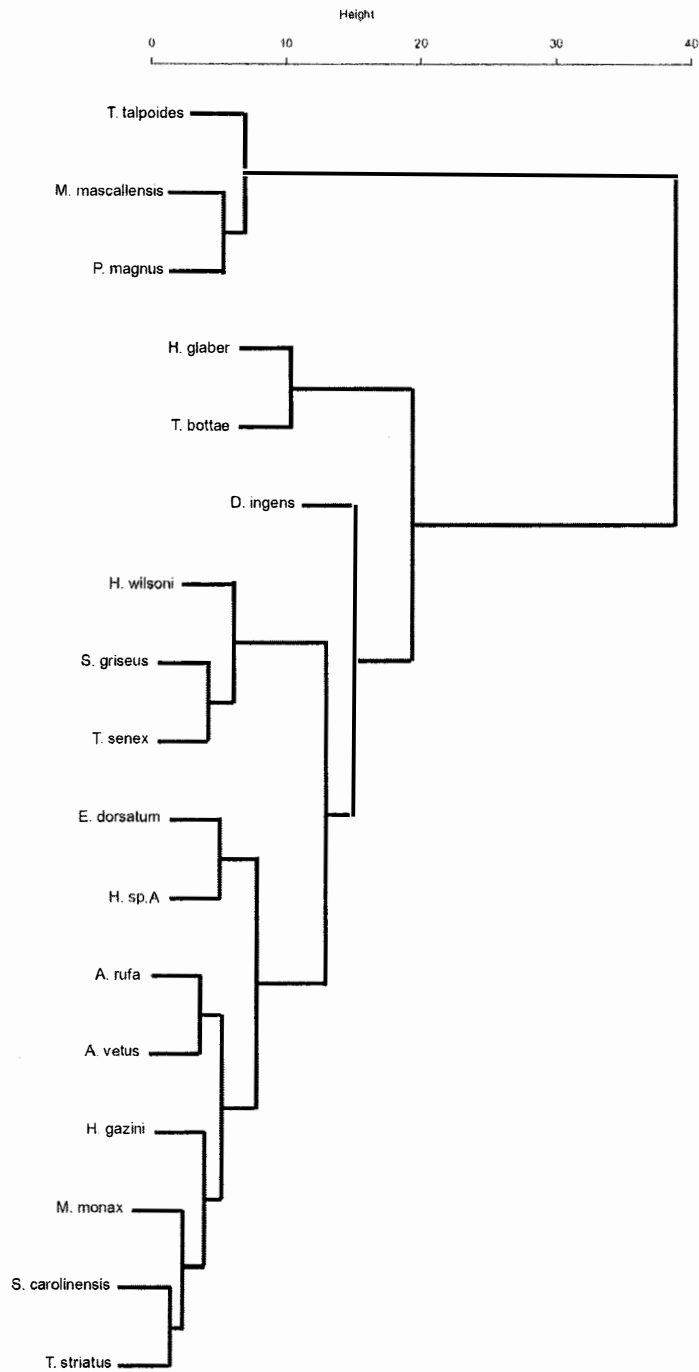 Height
0 10 20 30 40
T. talpoides
M. mascallensis
P. magnus
H. glaber
T. bottae
D. ingens
H. wilsoni
S. griseus
T. senex
E. dorsatum
H. sp.A
A. rufa
A. vetus
H. gazini
M. monax
S. carolinensis
T. striatus